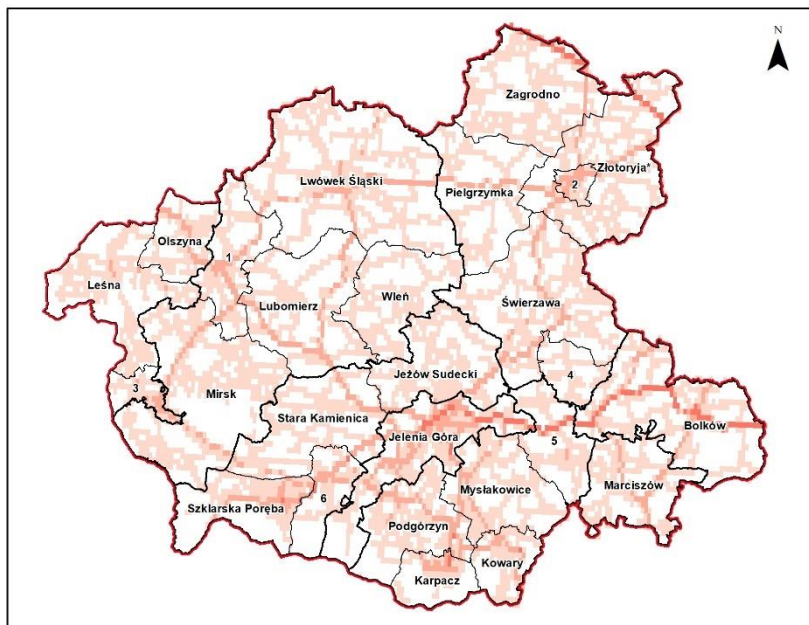 N
Zagrodno
Złotoryja*
2
Lwówek Śląski
Pielgrzymka
Olszyna
1
Leśna
Lubomierz
Wleń
Świerzawa
3
Mirsk
Jeżów Sudecki
4
Stara Kamienica
Bolków
Jelenia Góra
5
Mysłakowice
Marciszów
Szklarska Poręba
6
Podgórzyn
Kowary
Karpacz